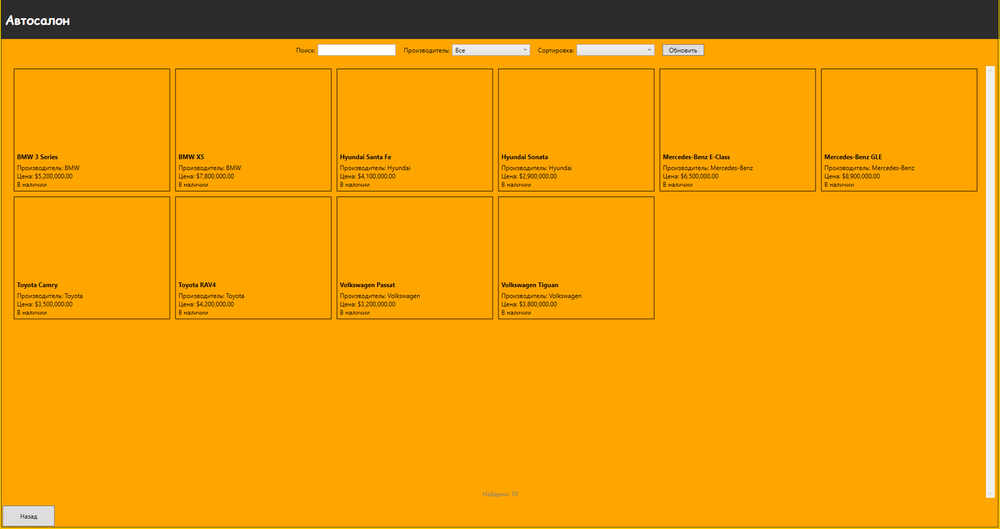 Автосалон
Поиск: Производитель: Все Сортировка: Обновить
BMW 3 Series
Производитель: BMW
Цена: $5,200,000.00
В наличии
BMW X5
Производитель: BMW
Цена: $7,800,000.00
В наличии
Hyundai Santa Fe
Производитель: Hyundai
Цена: $4,100,000.00
В наличии
Hyundai Sonata
Производитель: Hyundai
Цена: $2,900,000.00
В наличии
Mercedes-Benz E-Class
Производитель: Mercedes-Benz
Цена: $6,500,000.00
В наличии
Mercedes-Benz GLE
Производитель: Mercedes-Benz
Цена: $8,900,000.00
В наличии
Toyota Camry
Производитель: Toyota
Цена: $3,500,000.00
В наличии
Toyota RAV4
Производитель: Toyota
Цена: $4,200,000.00
В наличии
Volkswagen Passat
Производитель: Volkswagen
Цена: $3,200,000.00
В наличии
Volkswagen Tiguan
Производитель: Volkswagen
Цена: $3,800,000.00
В наличии
Найдено: 10
Назад